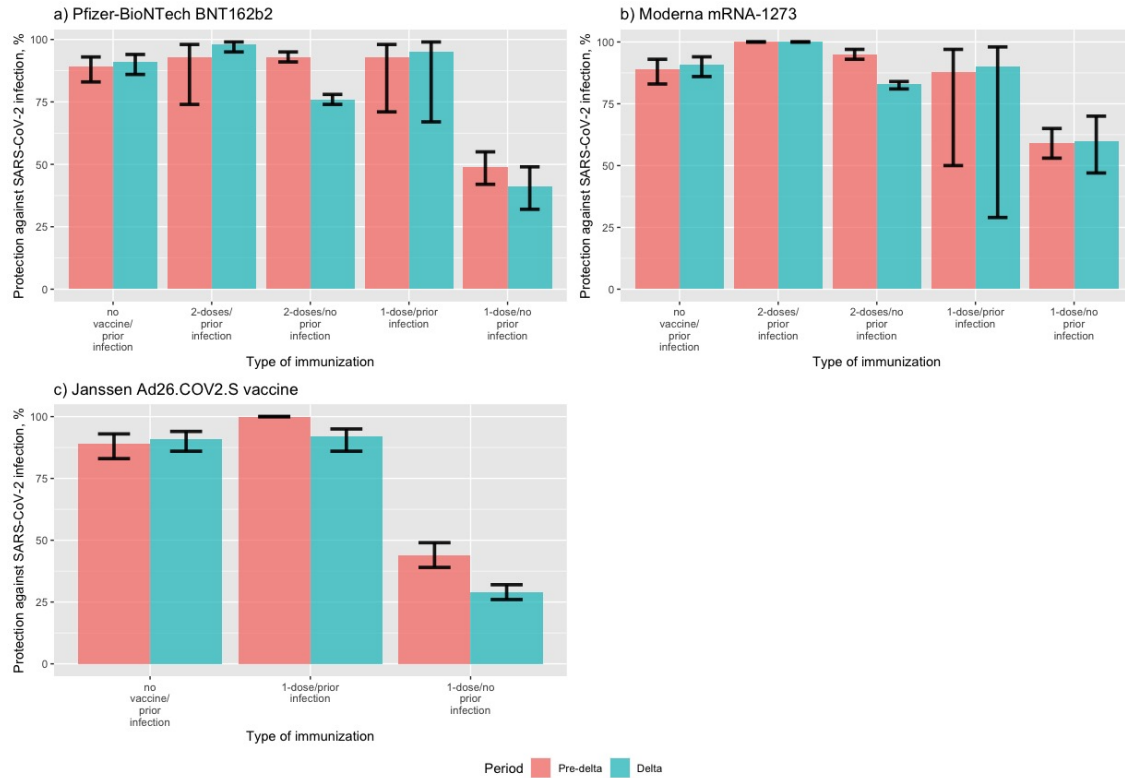 a) Pfizer-BioNTech BNT162b2
Protection against SARS-CoV-2 infection, %
100
75
50
25
0
no
vaccine/
prior
infection
2-doses/
prior
infection
2-doses/no
prior
infection
1-dose/prior
infection
1-dose/no
prior
infection
Type of immunization
b) Moderna mRNA-1273
Protection against SARS-CoV-2 infection, %
100
75
50
25
0
no
vaccine/
prior
infection
2-doses/
prior
infection
2-doses/no
prior
infection
1-dose/prior
infection
1-dose/no
prior
infection
Type of immunization
c) Janssen Ad26.COV2.S vaccine
Protection against SARS-CoV-2 infection, %
100
75
50
25
0
no
vaccine/
prior
infection
1-dose/prior
infection
1-dose/no
prior
infection
Type of immunization
Period Pre-delta Delta